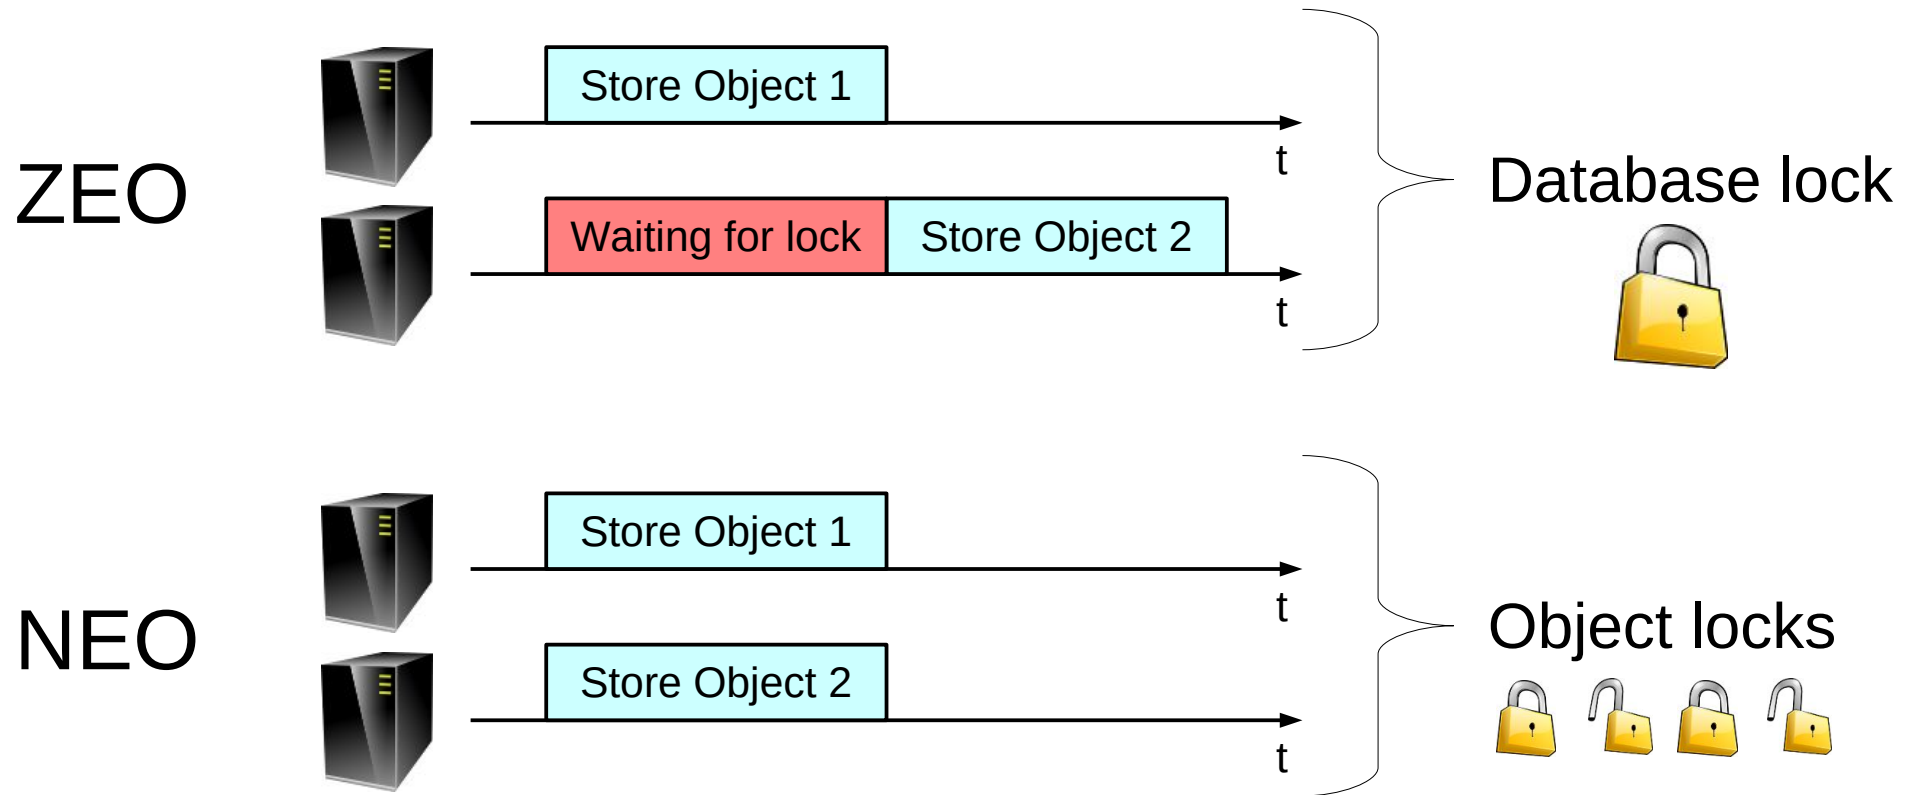 Store Object 1
t
ZEO
Database lock
Waiting for lock
Store Object 2
t
Store Object 1
t
NEO
Object locks
Store Object 2
t